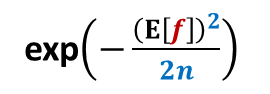 exp(− (E[f])² / 2n)